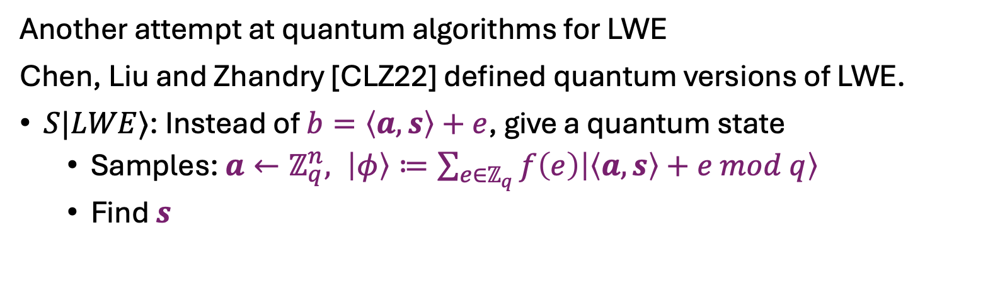 Another attempt at quantum algorithms for LWE
Chen, Liu and Zhandry [CLZ22] defined quantum versions of LWE.
• S|LWE⟩: Instead of b = ⟨a, s⟩ + e, give a quantum state
• Samples: a ← ℤ_q^n, |ϕ⟩ ≔ ∑_{e∈ℤ_q} f(e)|⟨a, s⟩ + e mod q⟩
• Find s